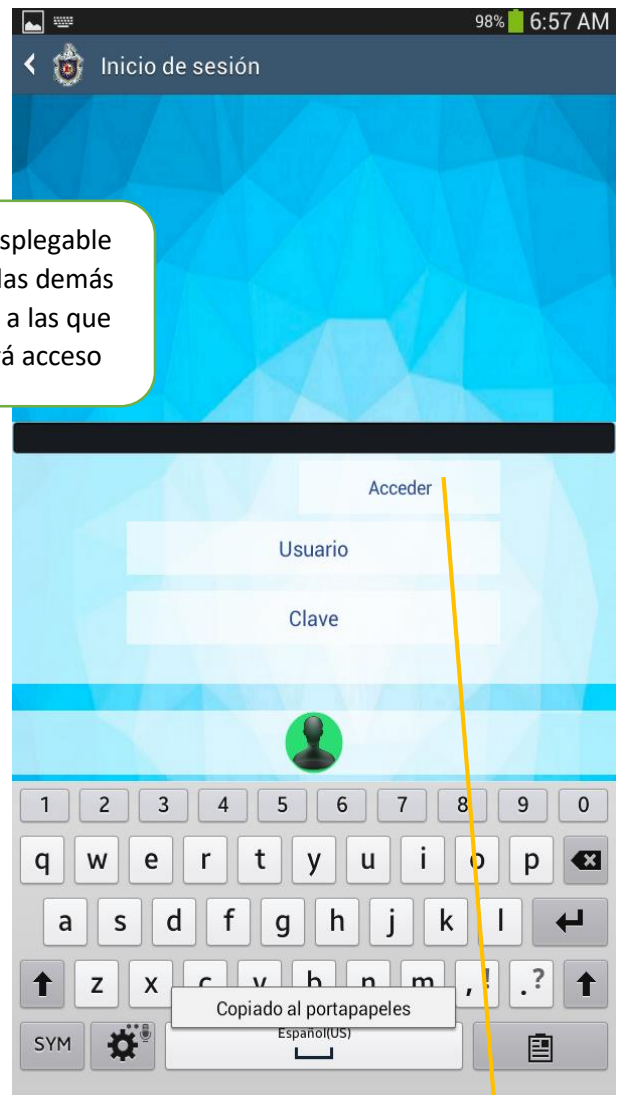 98% 6:57 AM
Inicio de sesión
splegable
las demás
a las que
á acceso
Acceder
Usuario
Clave
1 2 3 4 5 6 7 8 9 0
q w e r t y u i o p
a s d f g h j k l
z x c v b n m , ! . ?
Copiado al portapapeles
SYM Español(US)